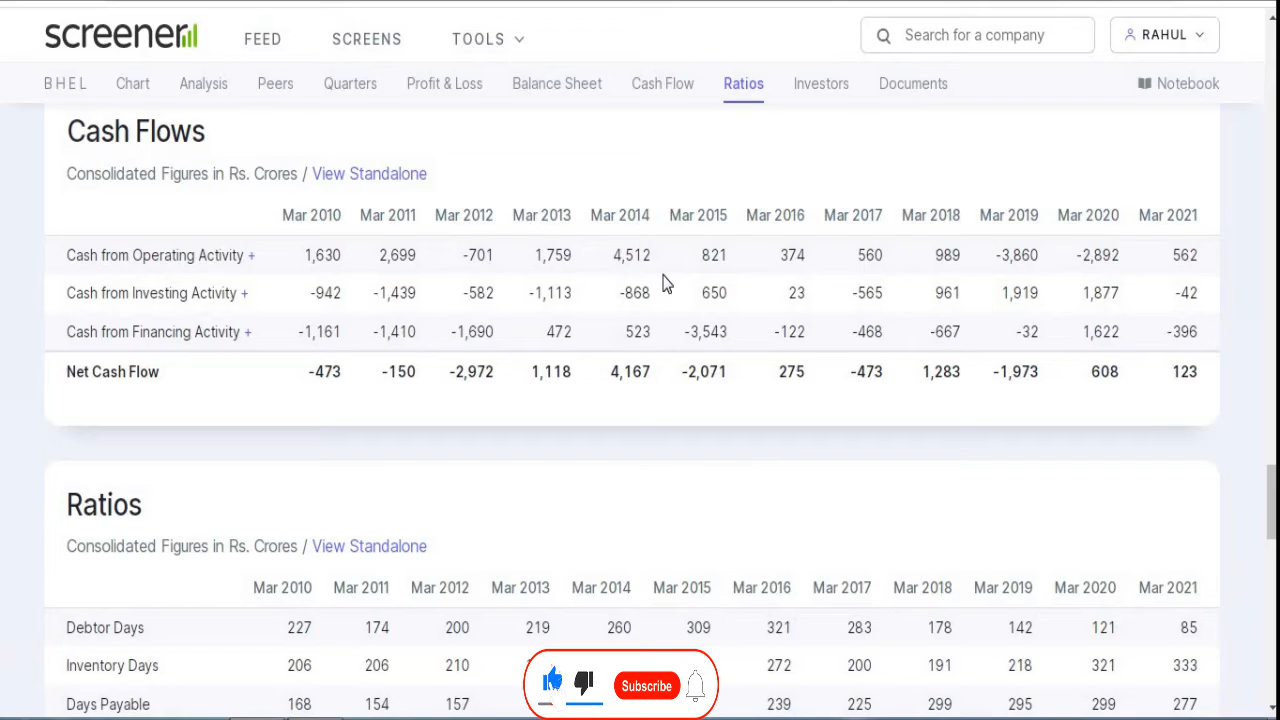 screener FEED SCREENS TOOLS Search for a company RAHUL
BHEL Chart Analysis Peers Quarters Profit & Loss Balance Sheet Cash Flow Ratios Investors Documents Notebook
Cash Flows
Consolidated Figures in Rs. Crores / View Standalone
Mar 2010 Mar 2011 Mar 2012 Mar 2013 Mar 2014 Mar 2015 Mar 2016 Mar 2017 Mar 2018 Mar 2019 Mar 2020 Mar 2021
Cash from Operating Activity + 1,630 2,699 -701 1,759 4,512 821 374 560 989 -3,860 -2,892 562
Cash from Investing Activity + -942 -1,439 -582 -1,113 -868 650 23 -565 961 1,919 1,877 -42
Cash from Financing Activity + -1,161 -1,410 -1,690 472 523 -3,543 -122 -468 -667 -32 1,622 -396
Net Cash Flow -473 -150 -2,972 1,118 4,167 -2,071 275 -473 1,283 -1,973 608 123
Ratios
Consolidated Figures in Rs. Crores / View Standalone
Mar 2010 Mar 2011 Mar 2012 Mar 2013 Mar 2014 Mar 2015 Mar 2016 Mar 2017 Mar 2018 Mar 2019 Mar 2020 Mar 2021
Debtor Days 227 174 200 219 260 309 321 283 178 142 121 85
Inventory Days 206 206 210 272 200 191 218 321 333
Days Payable 168 154 157 239 225 299 295 299 277
Subscribe